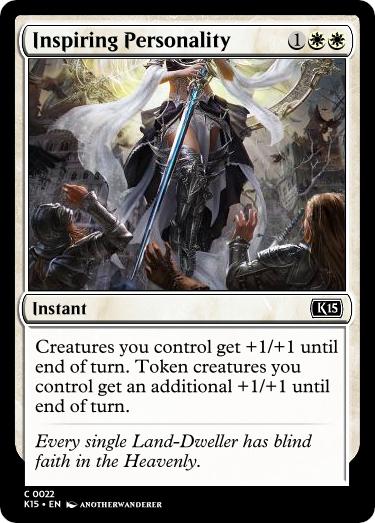 Inspiring Personality 1
Instant K15
Creatures you control get +1/+1 until
end of turn. Token creatures you
control get an additional +1/+1 until
end of turn.
Every single Land-Dweller has blind
faith in the Heavenly.
C 0022
K15 • EN ANOTHERWANDERER